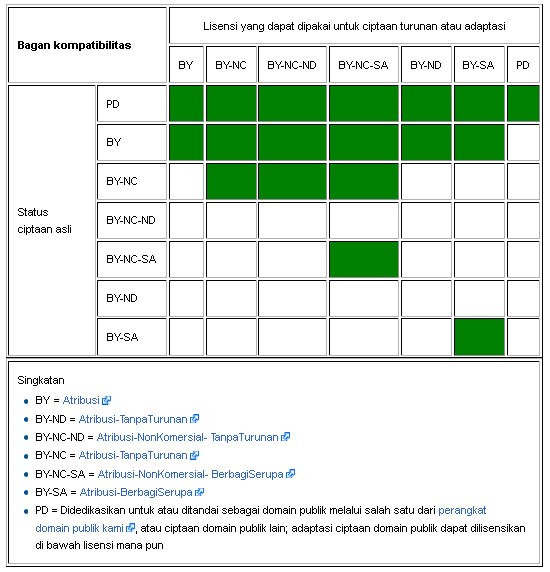 Bagan kompatibilitas
Lisensi yang dapat dipakai untuk ciptaan turunan atau adaptasi
BY BY-NC BY-NC-ND BY-NC-SA BY-ND BY-SA PD
Status
ciptaan asli
PD
BY
BY-NC
BY-NC-ND
BY-NC-SA
BY-ND
BY-SA
Singkatan
BY = Atribusi
BY-ND = Atribusi-TanpaTurunan
BY-NC-ND = Atribusi-NonKomersial- TanpaTurunan
BY-NC = Atribusi-TanpaTurunan
BY-NC-SA = Atribusi-NonKomersial- BerbagiSerupa
BY-SA = Atribusi-BerbagiSerupa
PD = Didedikasikan untuk atau ditandai sebagai domain publik melalui salah satu dari perangkat
domain publik kami, atau ciptaan domain publik lain; adaptasi ciptaan domain publik dapat dilisensikan
di bawah lisensi mana pun